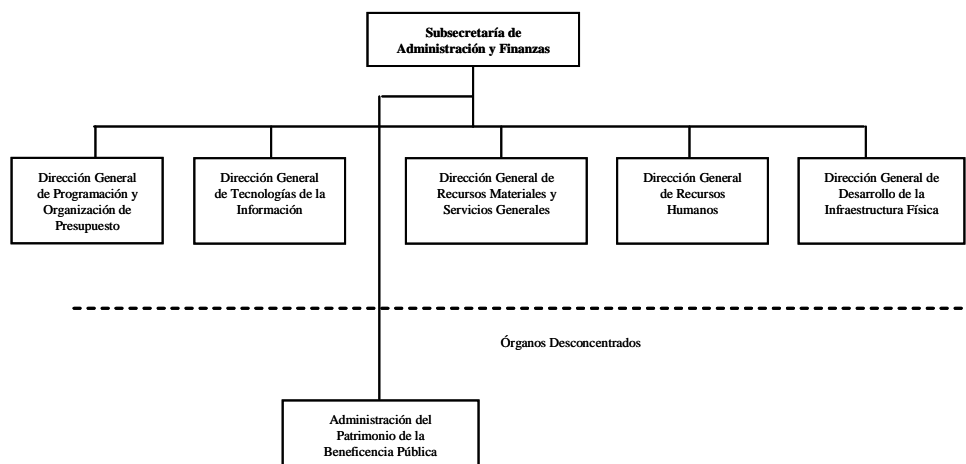 Subsecretaría de
Administración y Finanzas
Dirección General
de Programación y
Organización de
Presupuesto
Dirección General
de Tecnologías de la
Información
Dirección General de
Recursos Materiales y
Servicios Generales
Dirección General
de Recursos
Humanos
Dirección General de
Desarrollo de la
Infraestructura Física
Órganos Desconcentrados
Administración del
Patrimonio de la
Beneficencia Pública